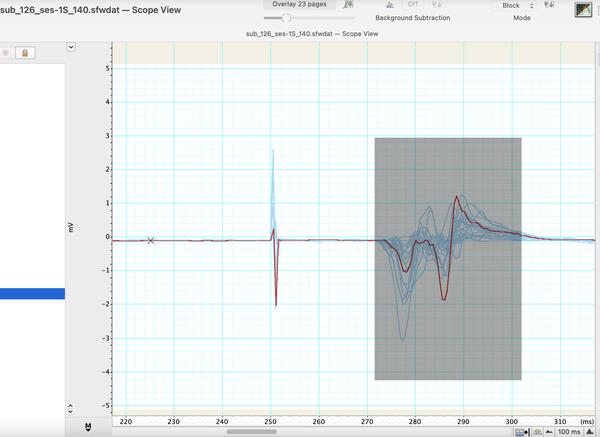 sub_126_ses-1S_140.sfwdat — Scope View
Overlay 23 pages
Off
Block
Background Subtraction
Mode
sub_126_ses-1S_140.sfwdat — Scope View
5
4
3
2
1
0
-1
-2
-3
-4
-5
mV
220 230 240 250 260 270 280 290 300 310 (ms)
M
100 ms